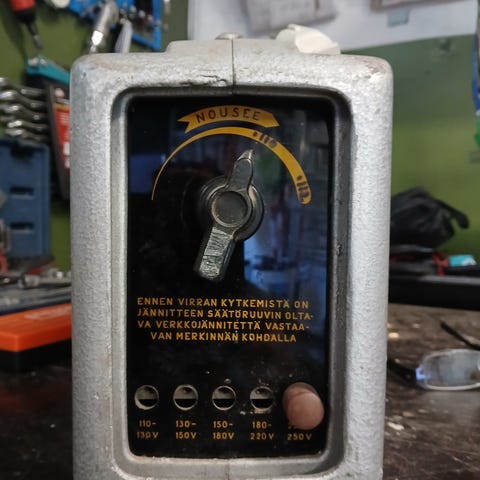 NOUSEE
ENNEN VIRRAN KYTKEMISTÄ ON
JÄNNITTEEN SÄÄTÖRUUVIN OLTA-
VA VERKKOJÄNNITETTÄ VASTAA-
VAN MERKINNÄN KOHDALLA
110- 130- 150- 180-
130V 150V 180V 220V 250V